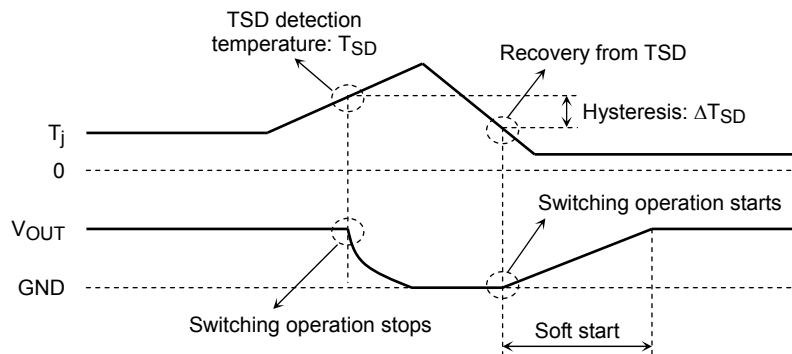 TSD detection
temperature: TSD
Recovery from TSD
Hysteresis: ΔTSD
Tj
0
Switching operation starts
VOUT
GND
Switching operation stops
Soft start